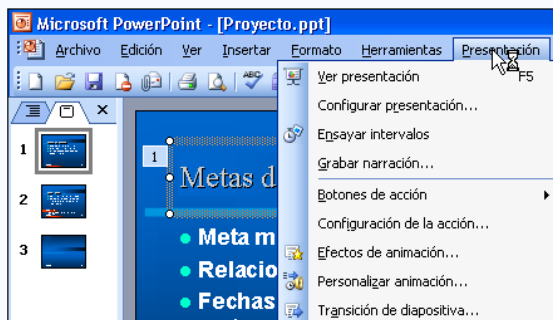 Microsoft PowerPoint - [Proyecto.ppt]
Archivo Edición Ver Insertar Formato Herramientas Presentación
Ver presentación F5
Configurar presentación...
Ensayar intervalos
Grabar narración...
Botones de acción
Configuración de la acción...
Efectos de animación...
Personalizar animación...
Transición de diapositiva...
ABC
1
2
3
1
Metas d
Meta m
Relacio
Fechas